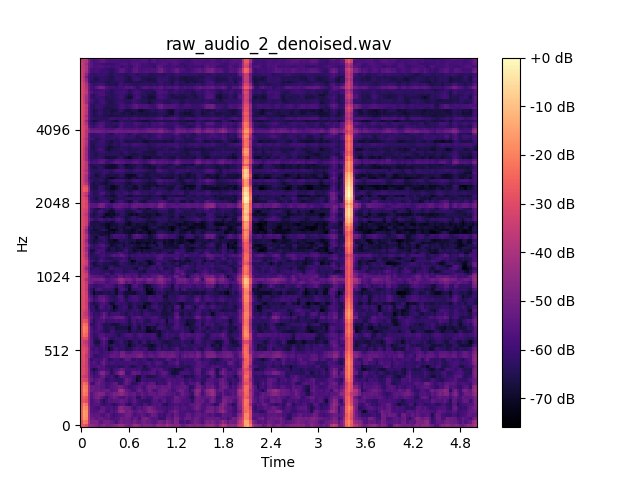 raw_audio_2_denoised.wav
+0 dB
-10 dB
-20 dB
-30 dB
-40 dB
-50 dB
-60 dB
-70 dB
Hz
4096
2048
1024
512
0
0 0.6 1.2 1.8 2.4 3 3.6 4.2 4.8
Time